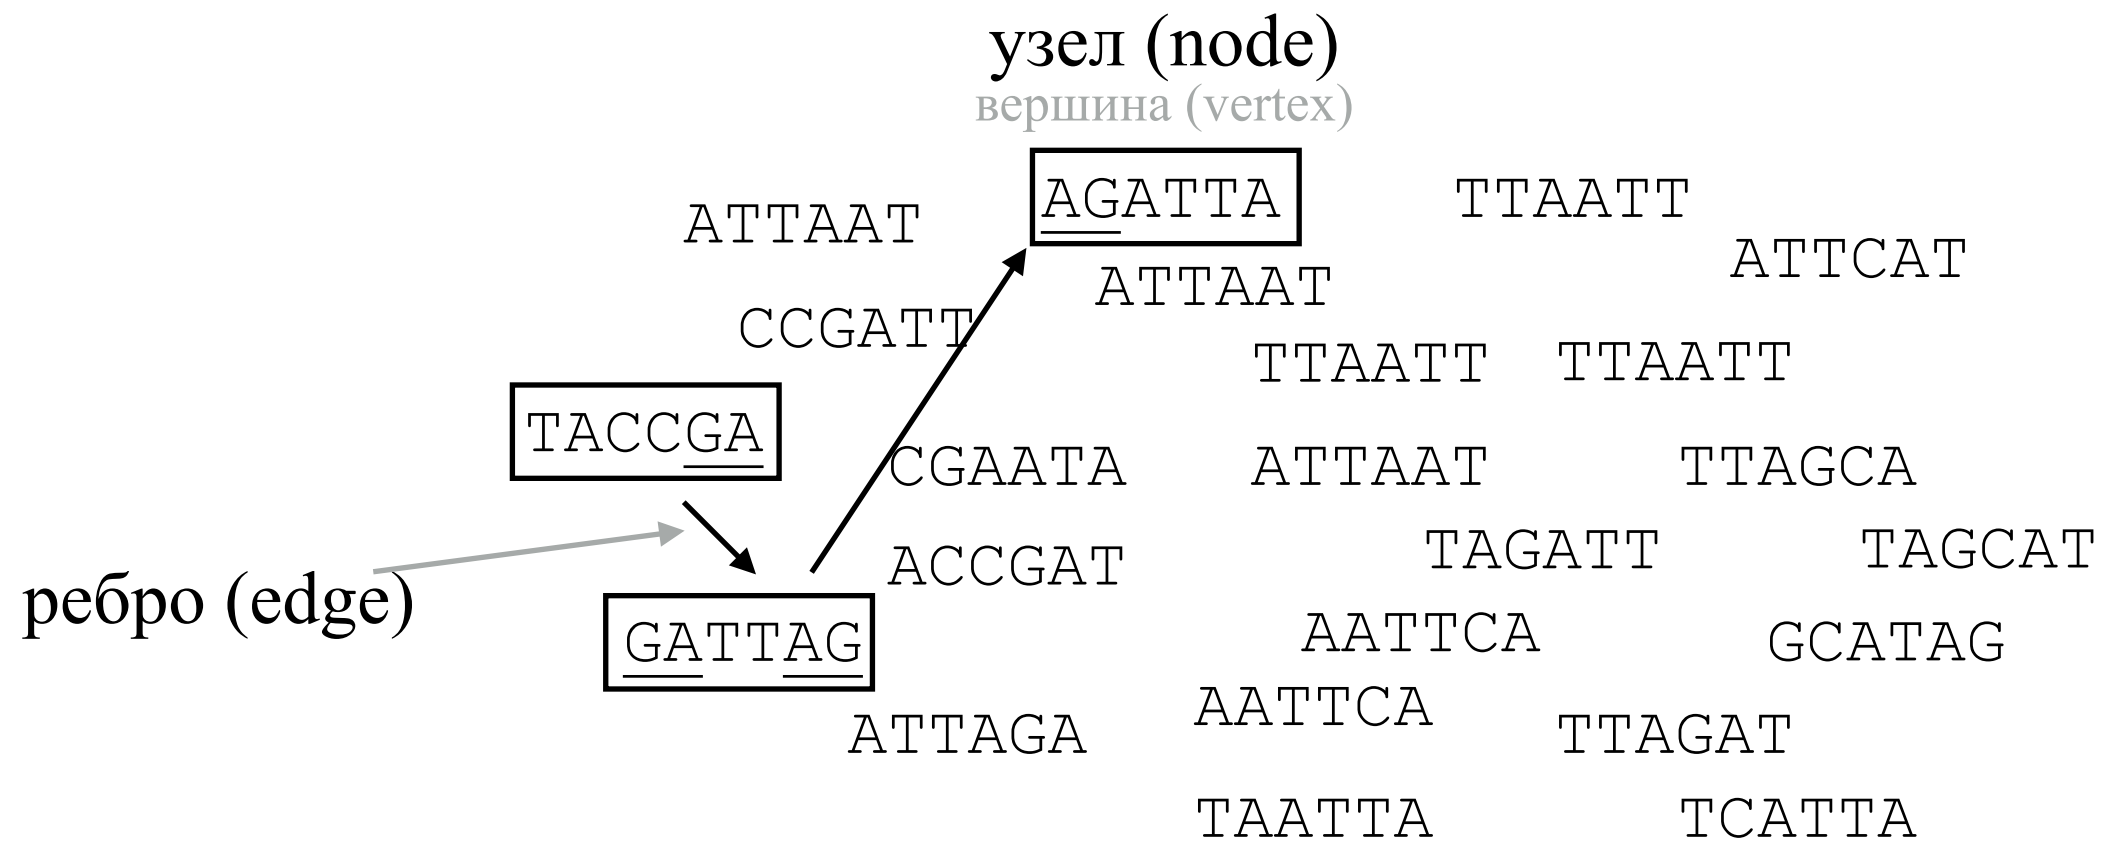 узел (node)
вершина (vertex)
AGATTA
TTAATT
ATTAAT
ATTCAT
ATTAAT
CCGATT
TTAATT
TTAATT
TACCGA
CGAATA
ATTAAT
TTAGCA
TAGATT
TAGCAT
ACCGAT
ребро (edge)
GATTAG
AATTCA
GCATAG
AATTCA
ATTAGA
TTAGAT
TAATTA
TCATTA